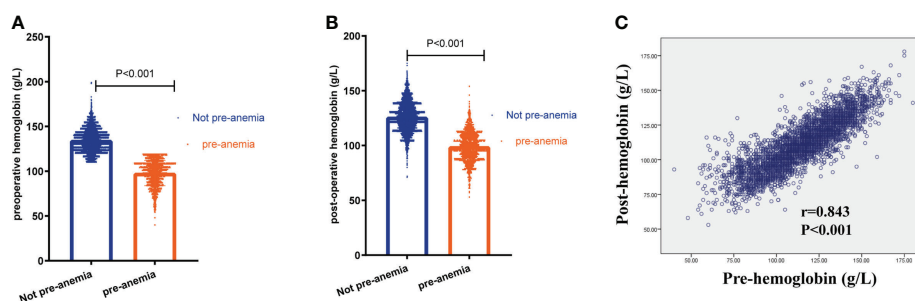 A
B
C
preoperative hemoglobin (g/L)
250
200
150
100
50
0
P<0.001
Not pre-anemia
pre-anemia
Not pre-anemia
pre-anemia
post-operative hemoglobin (g/L)
200
150
100
50
0
P<0.001
Not pre-anemia
pre-anemia
Not pre-anemia
pre-anemia
Post-hemoglobin (g/L)
175.00
150.00
125.00
100.00
75.00
50.00
r=0.843
P<0.001
50.00 75.00 100.00 125.00 150.00 175.00
Pre-hemoglobin (g/L)